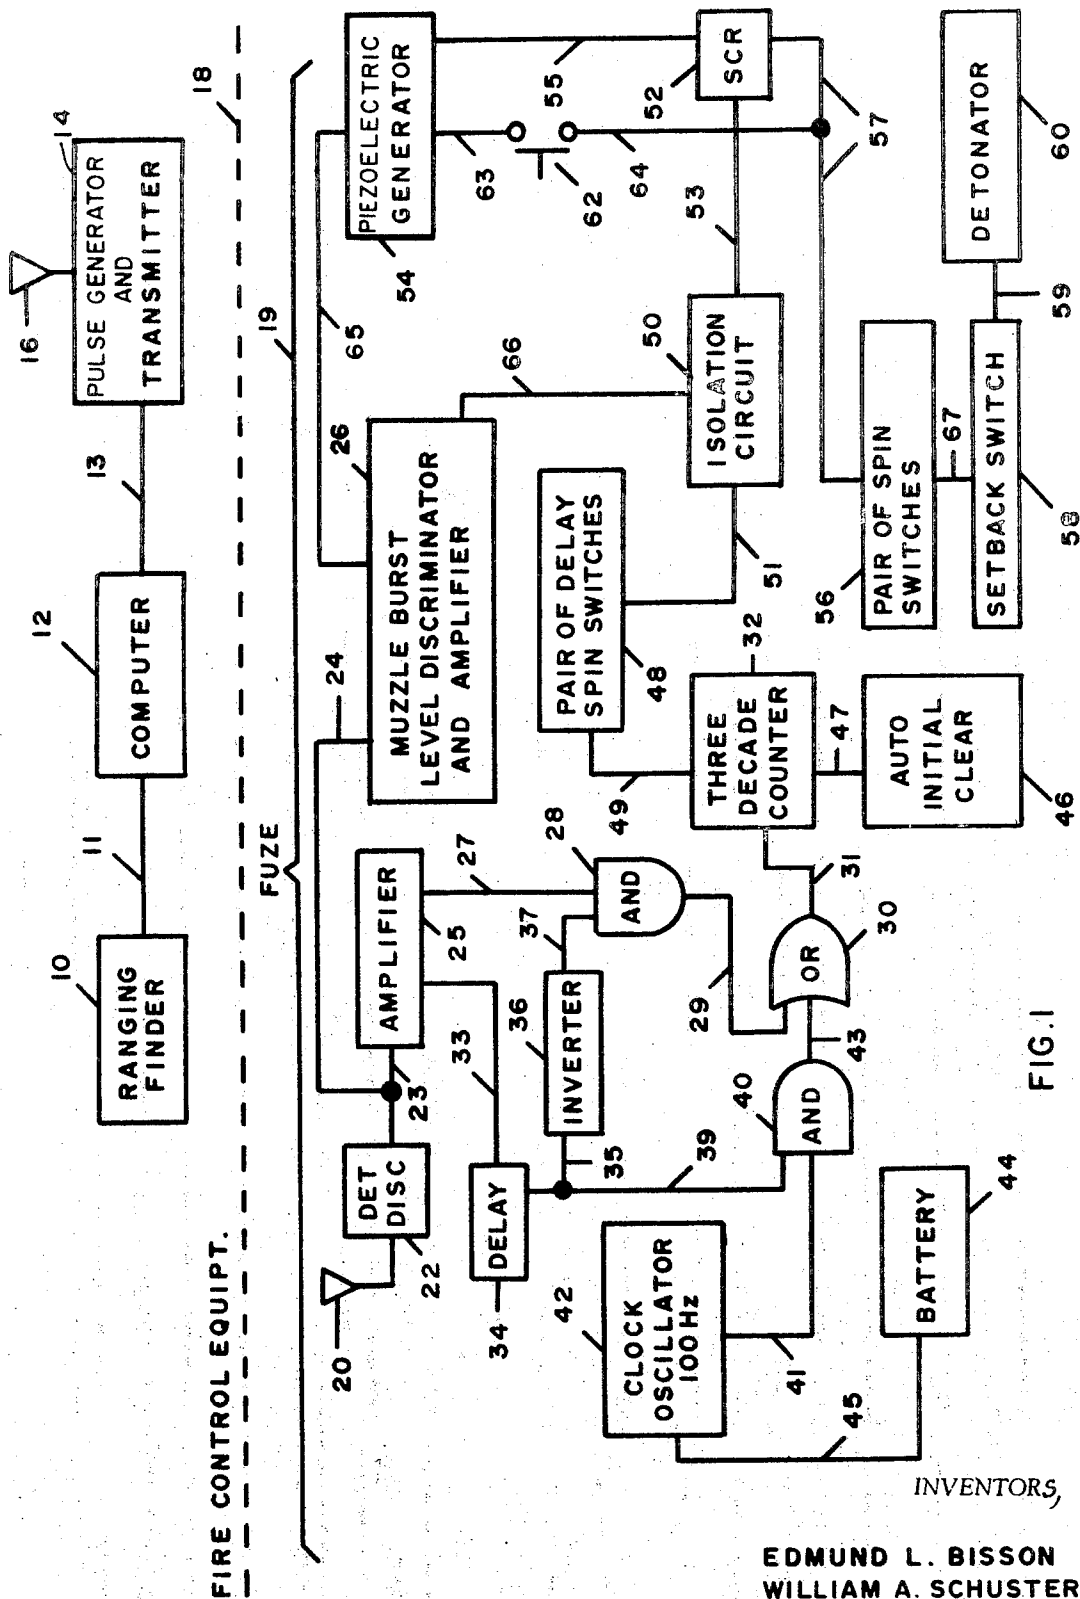 FIRE CONTROL EQUIPT.
10
RANGING
FINDER
11
12
COMPUTER
13
14
PULSE GENERATOR
AND
TRANSMITTER
16
18
19
FUZE
20
DET
DISC
22
23
24
AMPLIFIER
25
26
MUZZLE BURST
LEVEL DISCRIMINATOR
AND AMPLIFIER
65
PIEZOELECTRIC
GENERATOR
54
63
62
64
55
52
SCR
57
53
66
50
ISOLATION
CIRCUIT
51
PAIR OF DELAY
SPIN SWITCHES
48
49
27
28
AND
33
34
DELAY
35
36
INVERTER
37
39
29
OR
30
31
THREE
DECADE
COUNTER
32
47
AUTO
INITIAL
CLEAR
46
40
AND
43
42
CLOCK
OSCILLATOR
100 Hz
41
45
BATTERY
44
56
PAIR OF SPIN
SWITCHES
67
SETBACK SWITCH
58
59
DETONATOR
60
FIG.1
INVENTORS,
EDMUND L. BISSON
WILLIAM A. SCHUSTER